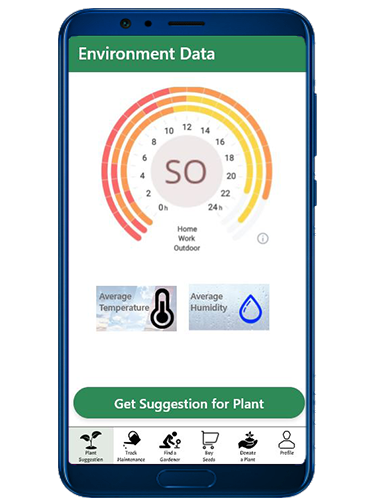 Environment Data
8 10 12 14 16
6 18
4 SO 20
2 22
0h 24h
Home
Work
Outdoor
Average
Temperature
Average
Humidity
Get Suggestion for Plant
Plant
Suggestion
Track
Maintenance
Find a
Gardener
Buy
Seeds
Donate
a Plant
Profile